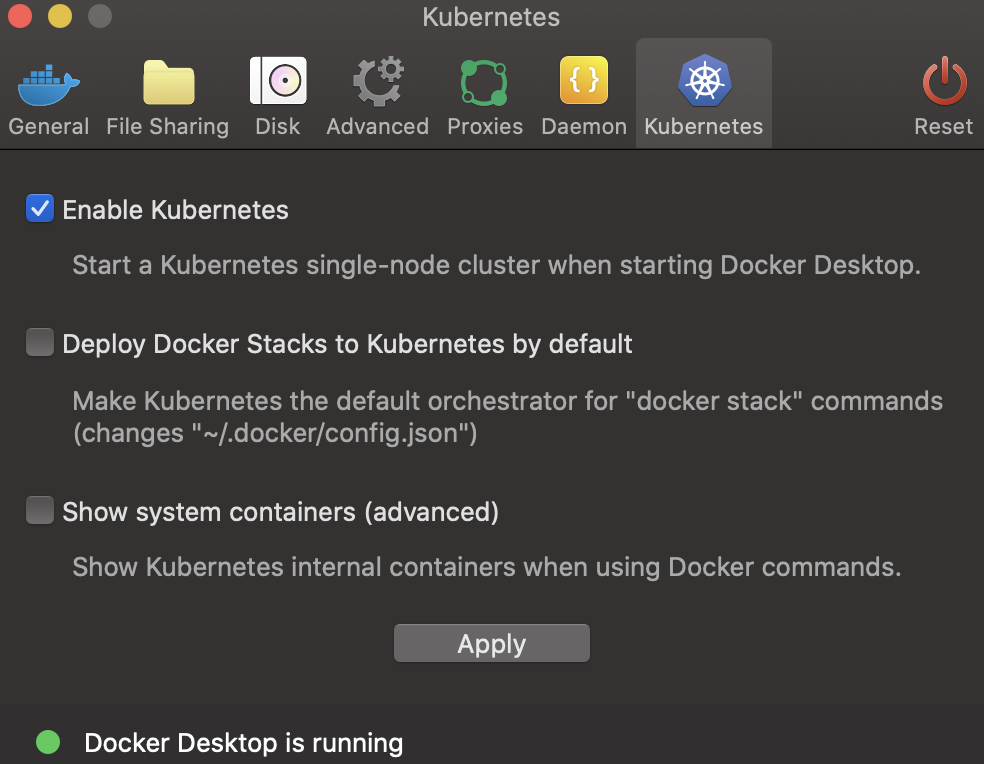 Kubernetes
General File Sharing Disk Advanced Proxies Daemon Kubernetes Reset
Enable Kubernetes
Start a Kubernetes single-node cluster when starting Docker Desktop.
Deploy Docker Stacks to Kubernetes by default
Make Kubernetes the default orchestrator for "docker stack" commands
(changes "~/.docker/config.json")
Show system containers (advanced)
Show Kubernetes internal containers when using Docker commands.
Apply
Docker Desktop is running